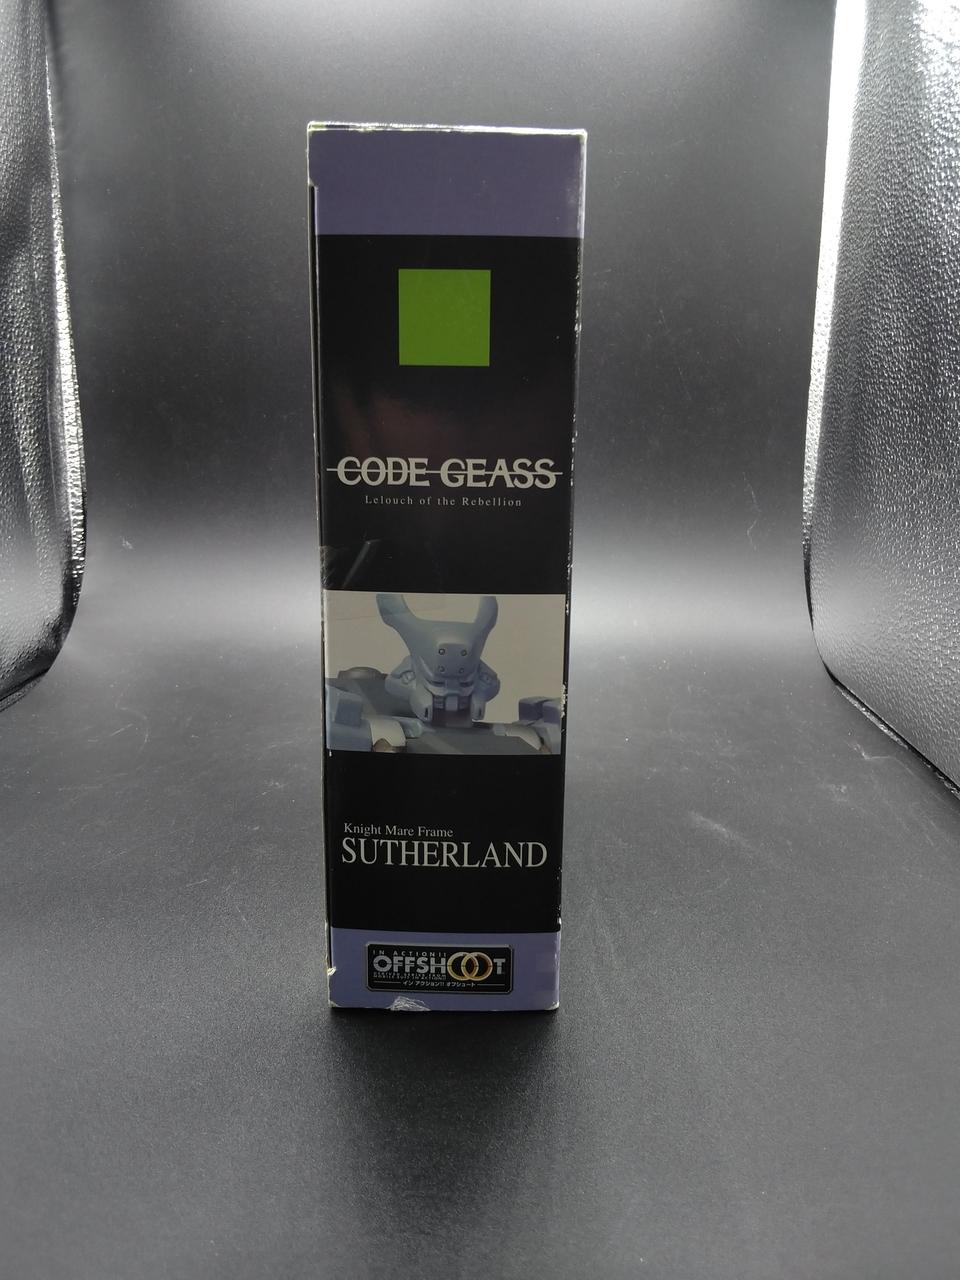 CODE GEASS
Lelouch of the Rebellion
Knight Mare Frame
SUTHERLAND
IN ACTION!!
OFFSHOOT
イン アクション!! オフシュート